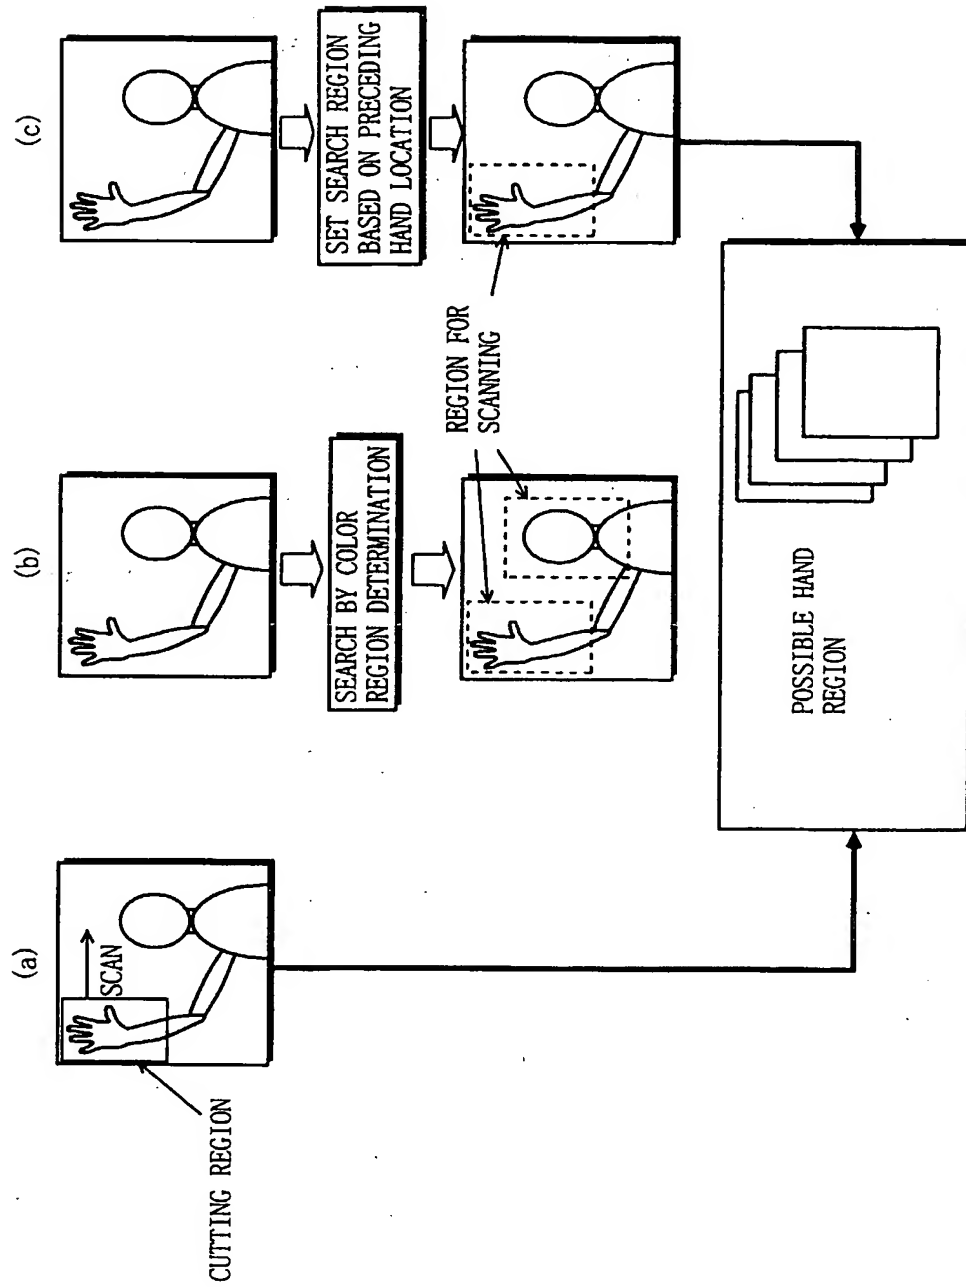 (a)
SCAN
CUTTING REGION
(b)
SEARCH BY COLOR
REGION DETERMINATION
REGION FOR
SCANNING
(c)
SET SEARCH REGION
BASED ON PRECEDING
HAND LOCATION
POSSIBLE HAND
REGION